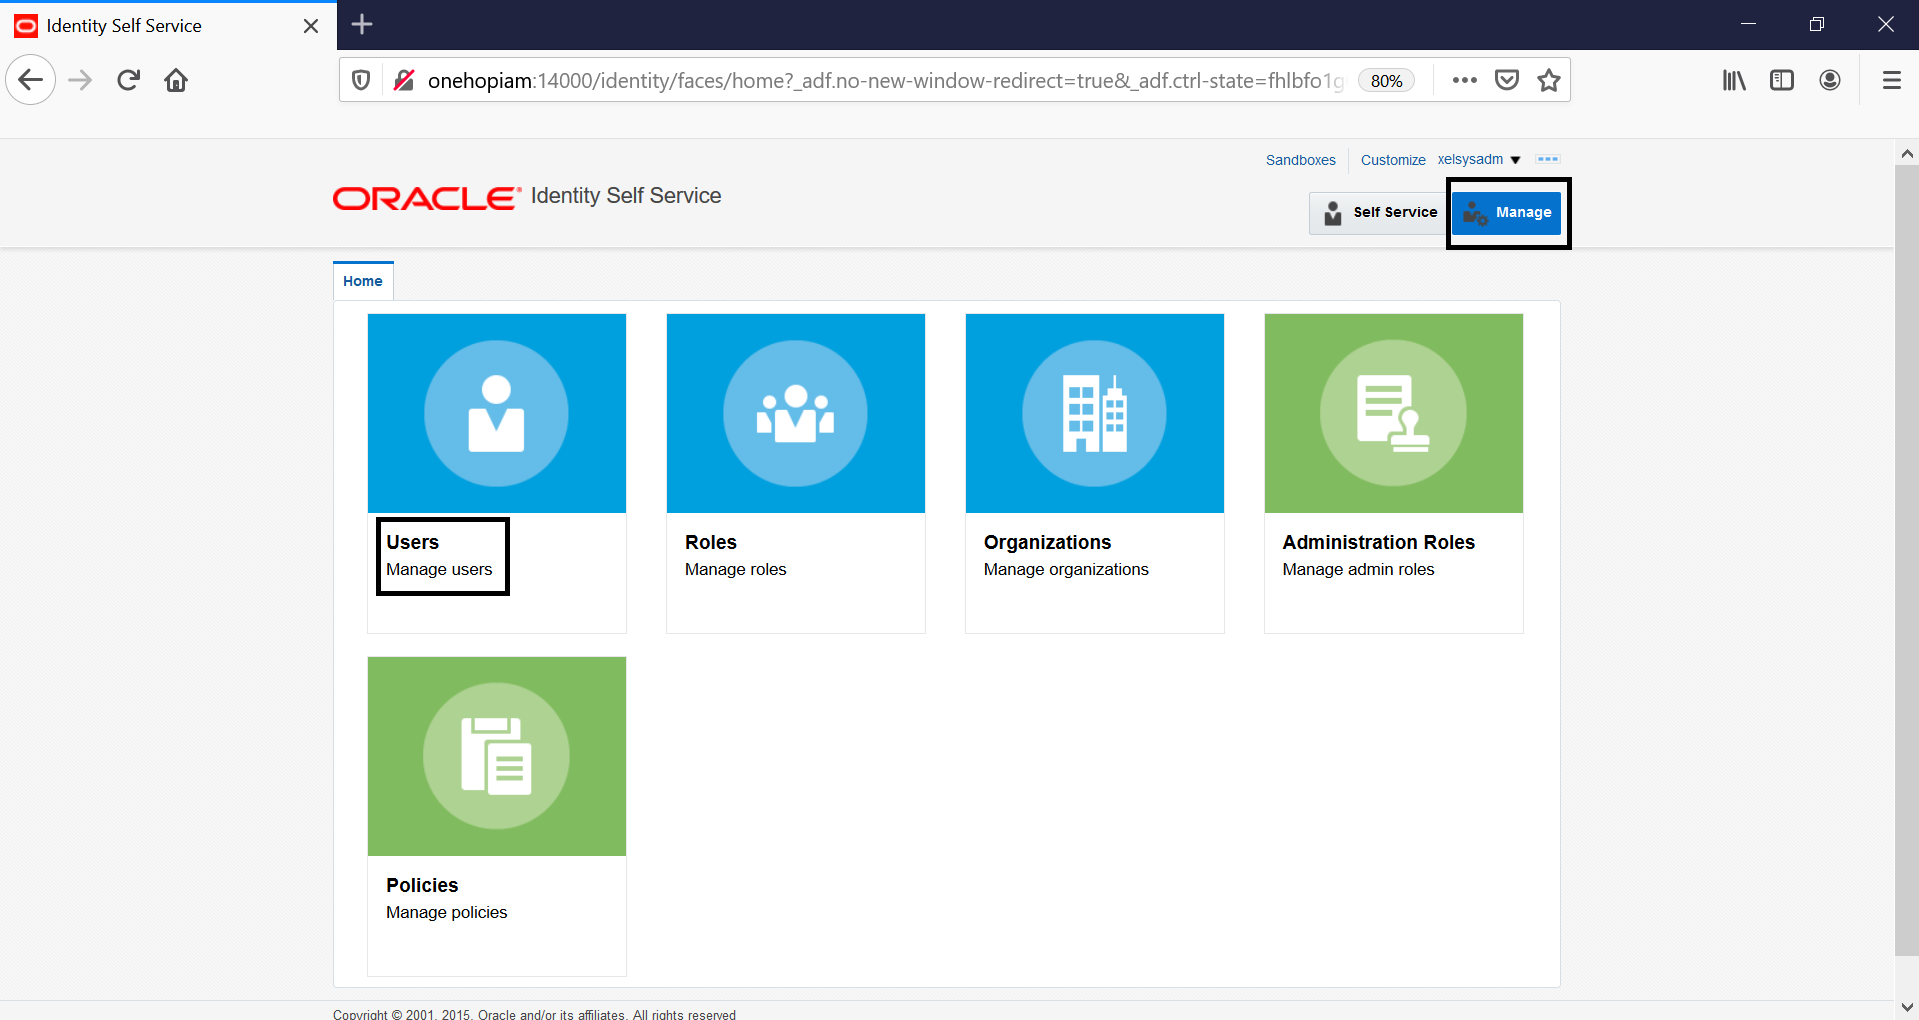 Identity Self Service
onehopiam:14000/identity/faces/home?_adf.no-new-window-redirect=true&_adf.ctrl-state=fhlbfo1g
80%
Sandboxes
Customize
xelsysadm
ORACLE Identity Self Service
Self Service
Manage
Home
Users
Manage users
Roles
Manage roles
Organizations
Manage organizations
Administration Roles
Manage admin roles
Policies
Manage policies
Copyright © 2001, 2015, Oracle and/or its affiliates. All rights reserved